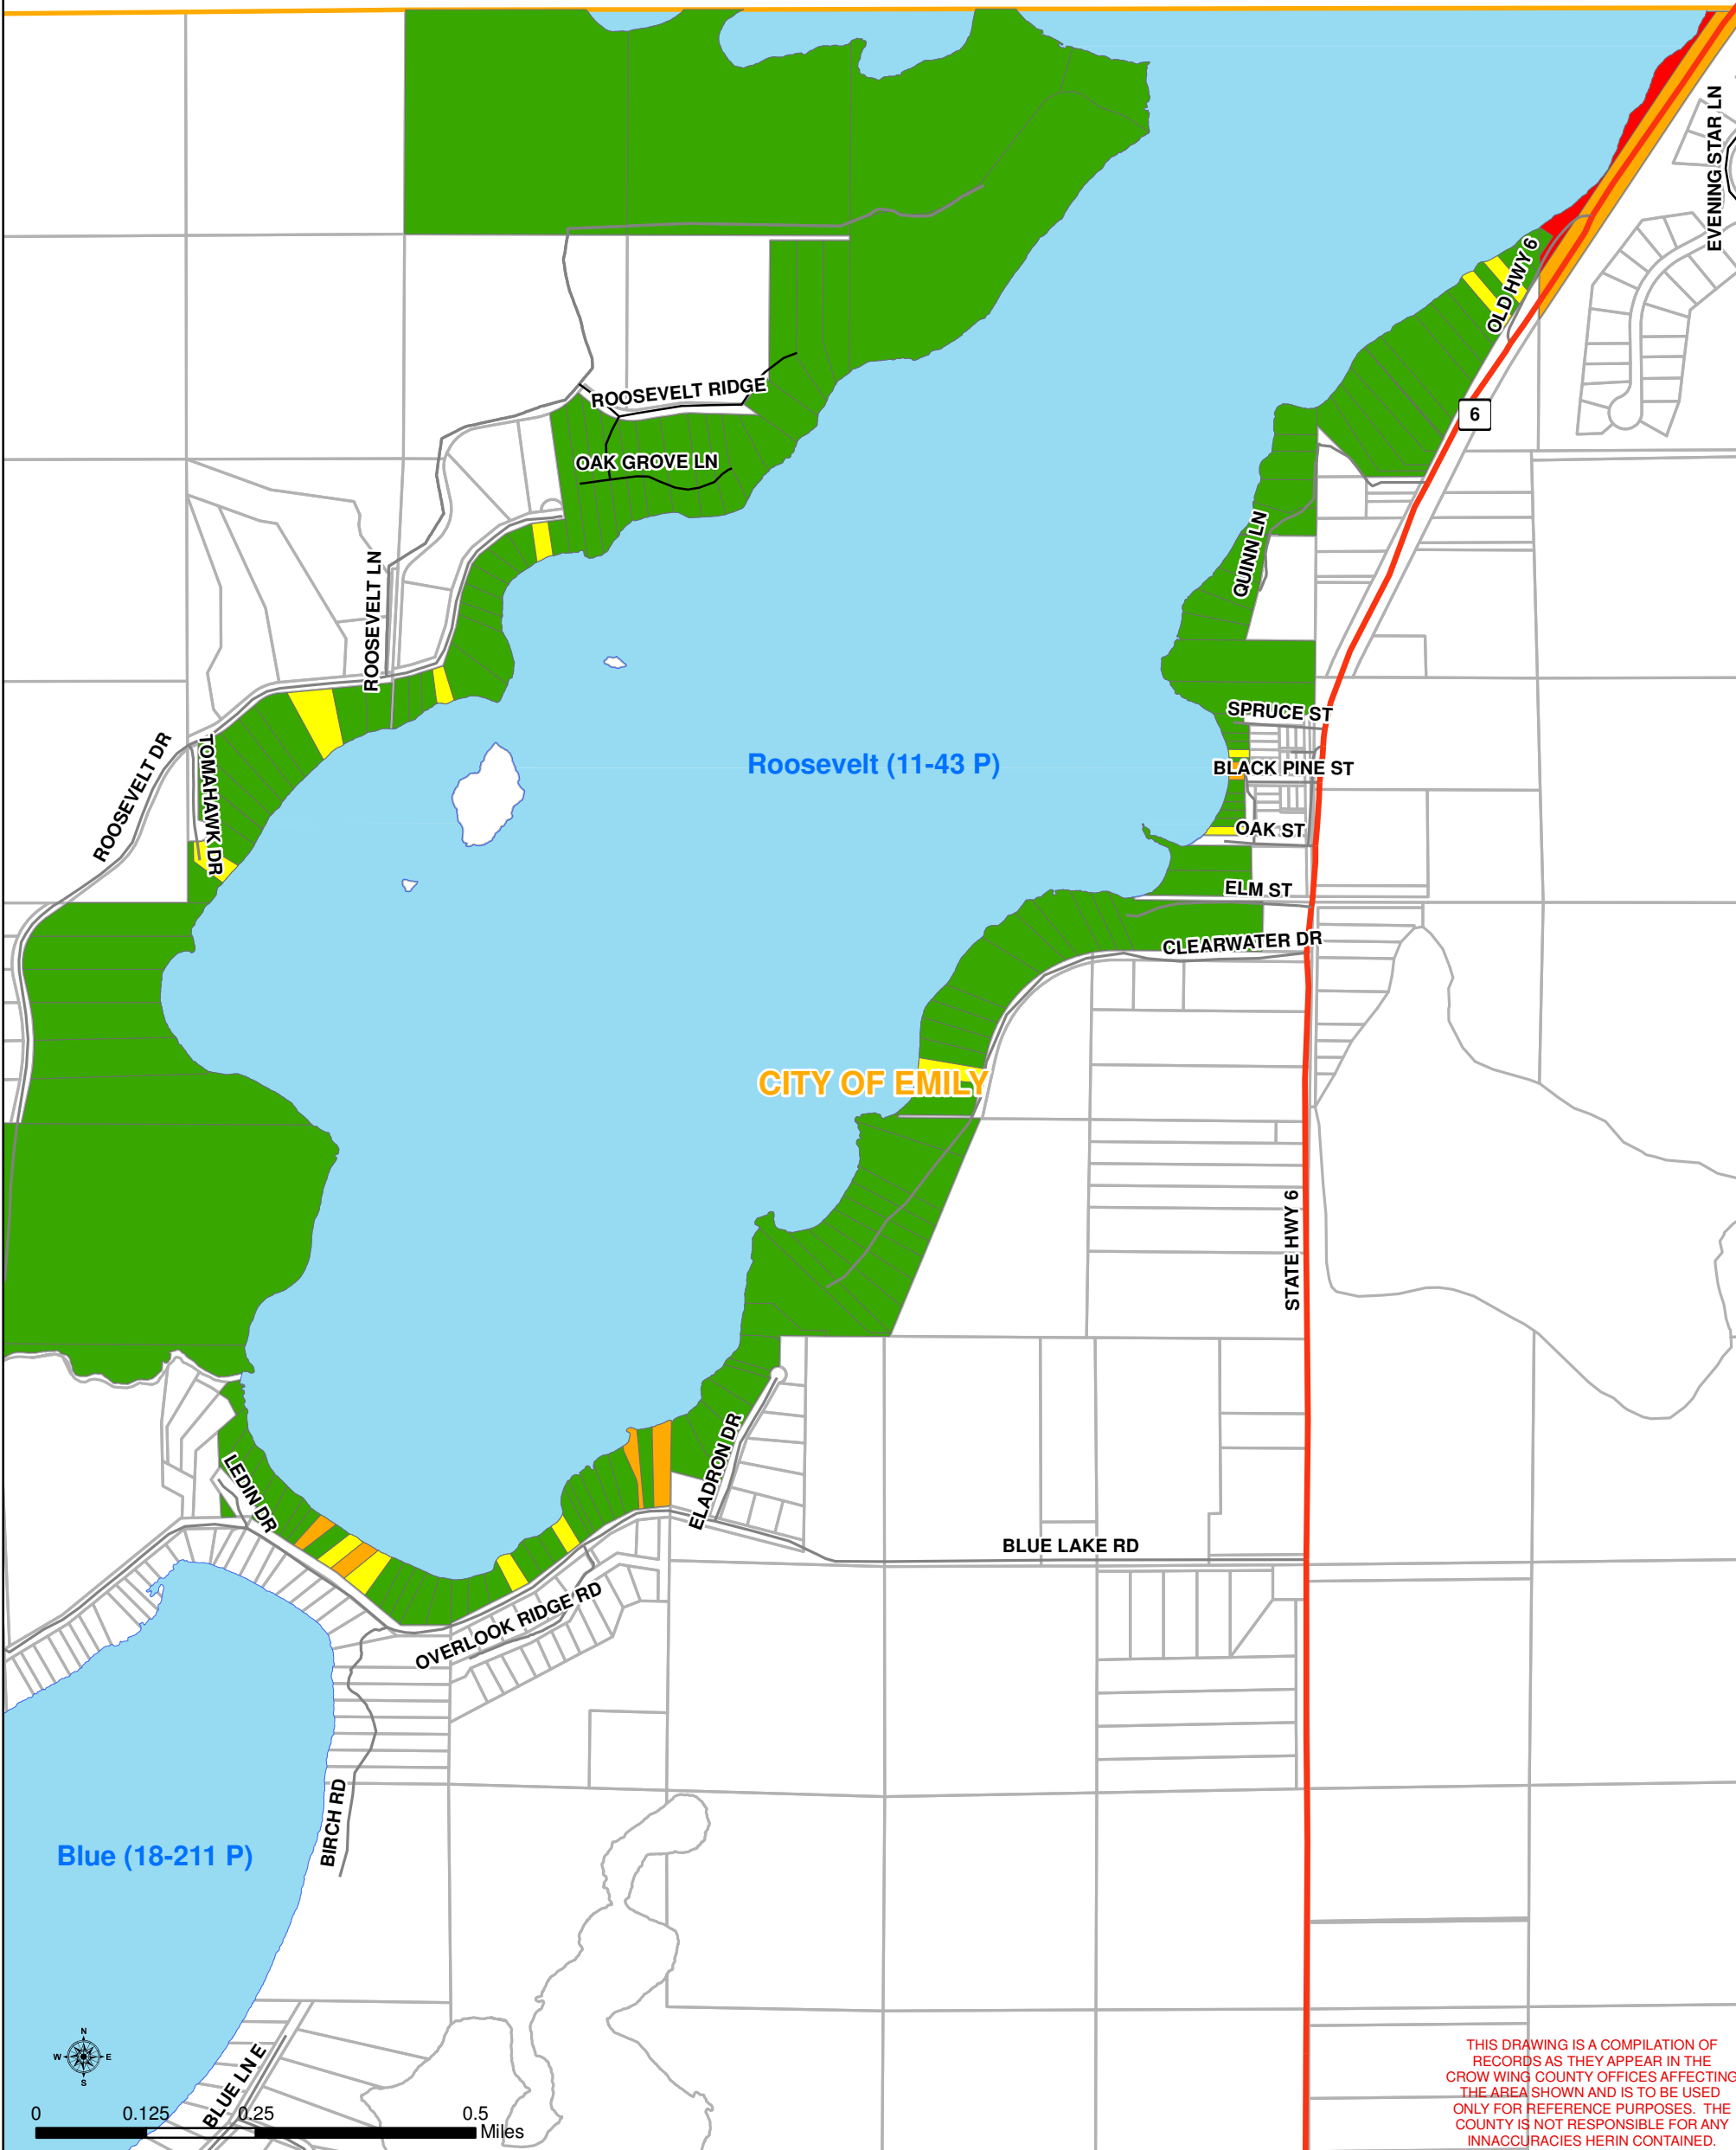 EVENING STAR LN
OLD HWY 6
ROOSEVELT RIDGE
6
OAK GROVE LN
QUINN LN
ROOSEVELT LN
SPRUCE ST
ROOSEVELT DR
TOMAHAWK DR
Roosevelt (11-43 P)
BLACK PINE ST
OAK ST
ELM ST
CLEARWATER DR
CITY OF EMILY
STATE HWY 6
LEDIN DR
ELADRON DR
BLUE LAKE RD
OVERLOOK RIDGE RD
BIRCH RD
Blue (18-211 P)
N
W E
S
BLUE LN E
0 0.125 0.25 0.5
Miles
THIS DRAWING IS A COMPILATION OF
RECORDS AS THEY APPEAR IN THE
CROW WING COUNTY OFFICES AFFECTING
THE AREA SHOWN AND IS TO BE USED
ONLY FOR REFERENCE PURPOSES. THE
COUNTY IS NOT RESPONSIBLE FOR ANY
INNACCURACIES HERIN CONTAINED.